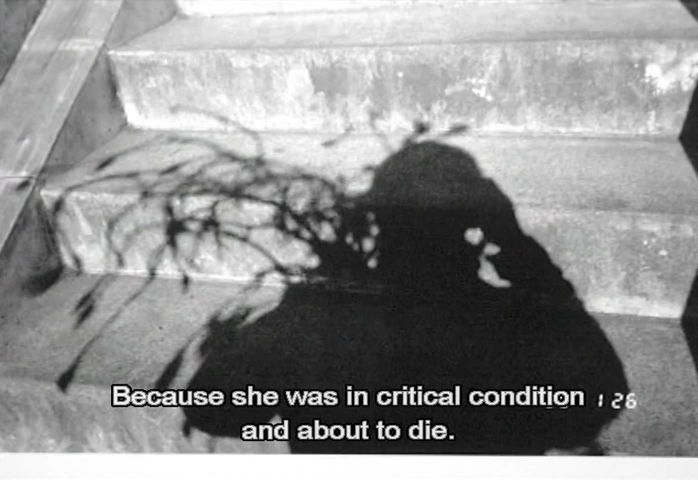 Because she was in critical condition
1 26
and about to die.